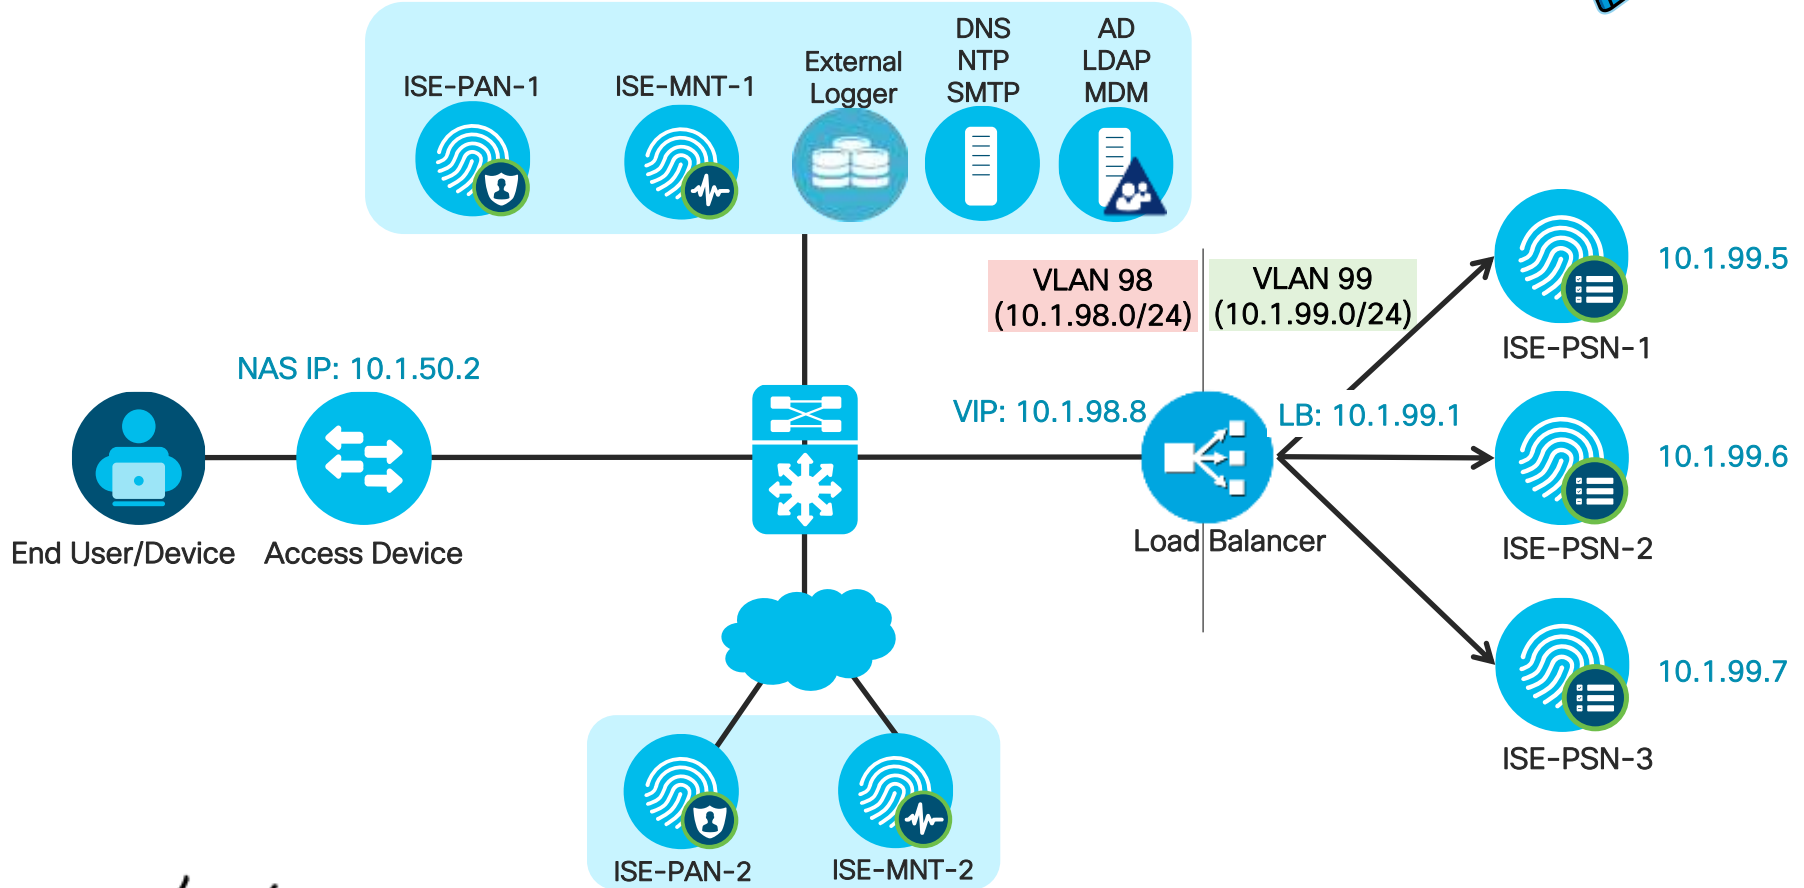 ISE-PAN-1
ISE-MNT-1
External
Logger
DNS
NTP
SMTP
AD
LDAP
MDM
VLAN 98
(10.1.98.0/24)
VLAN 99
(10.1.99.0/24)
10.1.99.5
ISE-PSN-1
NAS IP: 10.1.50.2
VIP: 10.1.98.8
LB: 10.1.99.1
10.1.99.6
End User/Device
Access Device
Load Balancer
ISE-PSN-2
10.1.99.7
ISE-PSN-3
ISE-PAN-2
ISE-MNT-2